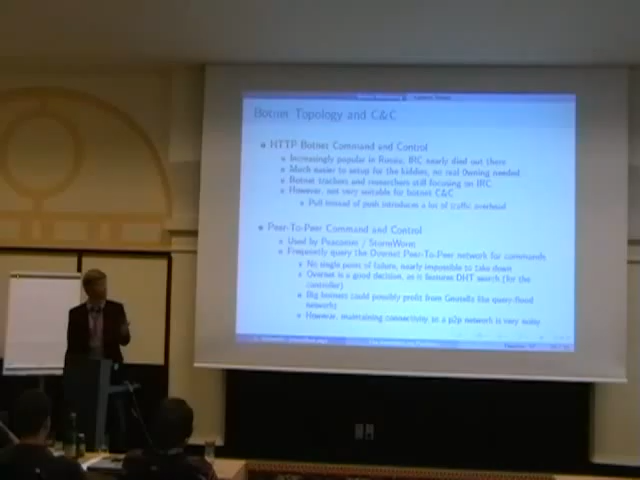 Botnet Topology and C&C
HTTP Botnet Command and Control
Increasingly popular in Russia, IRC nearly died out there
Much easier to setup for the kiddies, no real 0wning needed
Botnet trackers and researchers still focusing on IRC
However, not very suitable for botnet C&C
Pull instead of push introduces a lot of traffic overhead
Peer-To-Peer Command and Control
Used by Peacomm / StormWorm
Frequently query the Overnet Peer-To-Peer network for commands
No single point of failure, nearly impossible to take down
Overnet is a good decision, as it features DHT search (for the
controller)
Big botnets could possibly profit from Gnutella like query-flood
networks
However, maintaining connectivity in a p2p network is very noisy